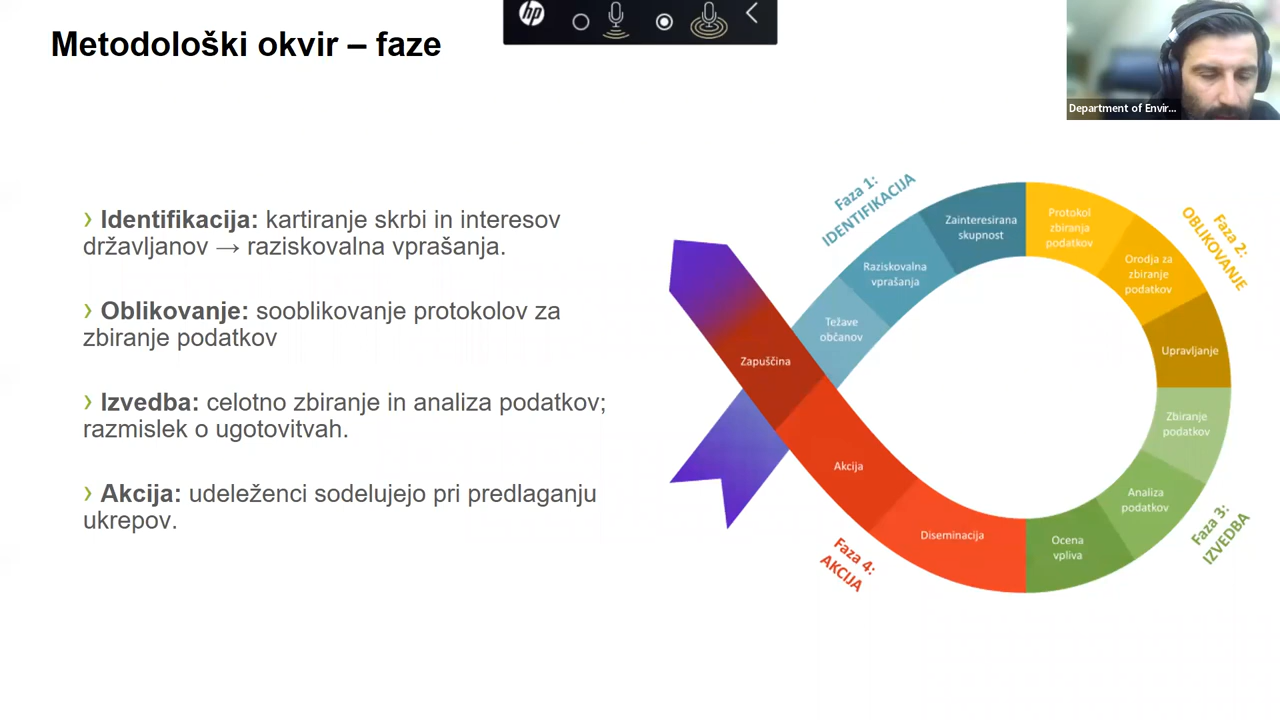 Metodološki okvir – faze
hp
Department of Envir...
› Identifikacija: kartiranje skrbi in interesov
državljanov → raziskovalna vprašanja.
› Oblikovanje: sooblikovanje protokolov za
zbiranje podatkov
› Izvedba: celotno zbiranje in analiza podatkov;
razmislek o ugotovitvah.
› Akcija: udeleženci sodelujejo pri predlaganju
ukrepov.
Faza 1:
IDENTIFIKACIJA
Težave
občanov
Raziskovalna
vprašanja
Zainteresirana
skupnost
Faza 2:
OBLIKOVANJE
Protokol
zbiranja
podatkov
Orodja za
zbiranje
podatkov
Upravljanje
Faza 3:
IZVEDBA
Zbiranje
podatkov
Analiza
podatkov
Ocena
vpliva
Faza 4:
AKCIJA
Diseminacija
Akcija
Zapuščina